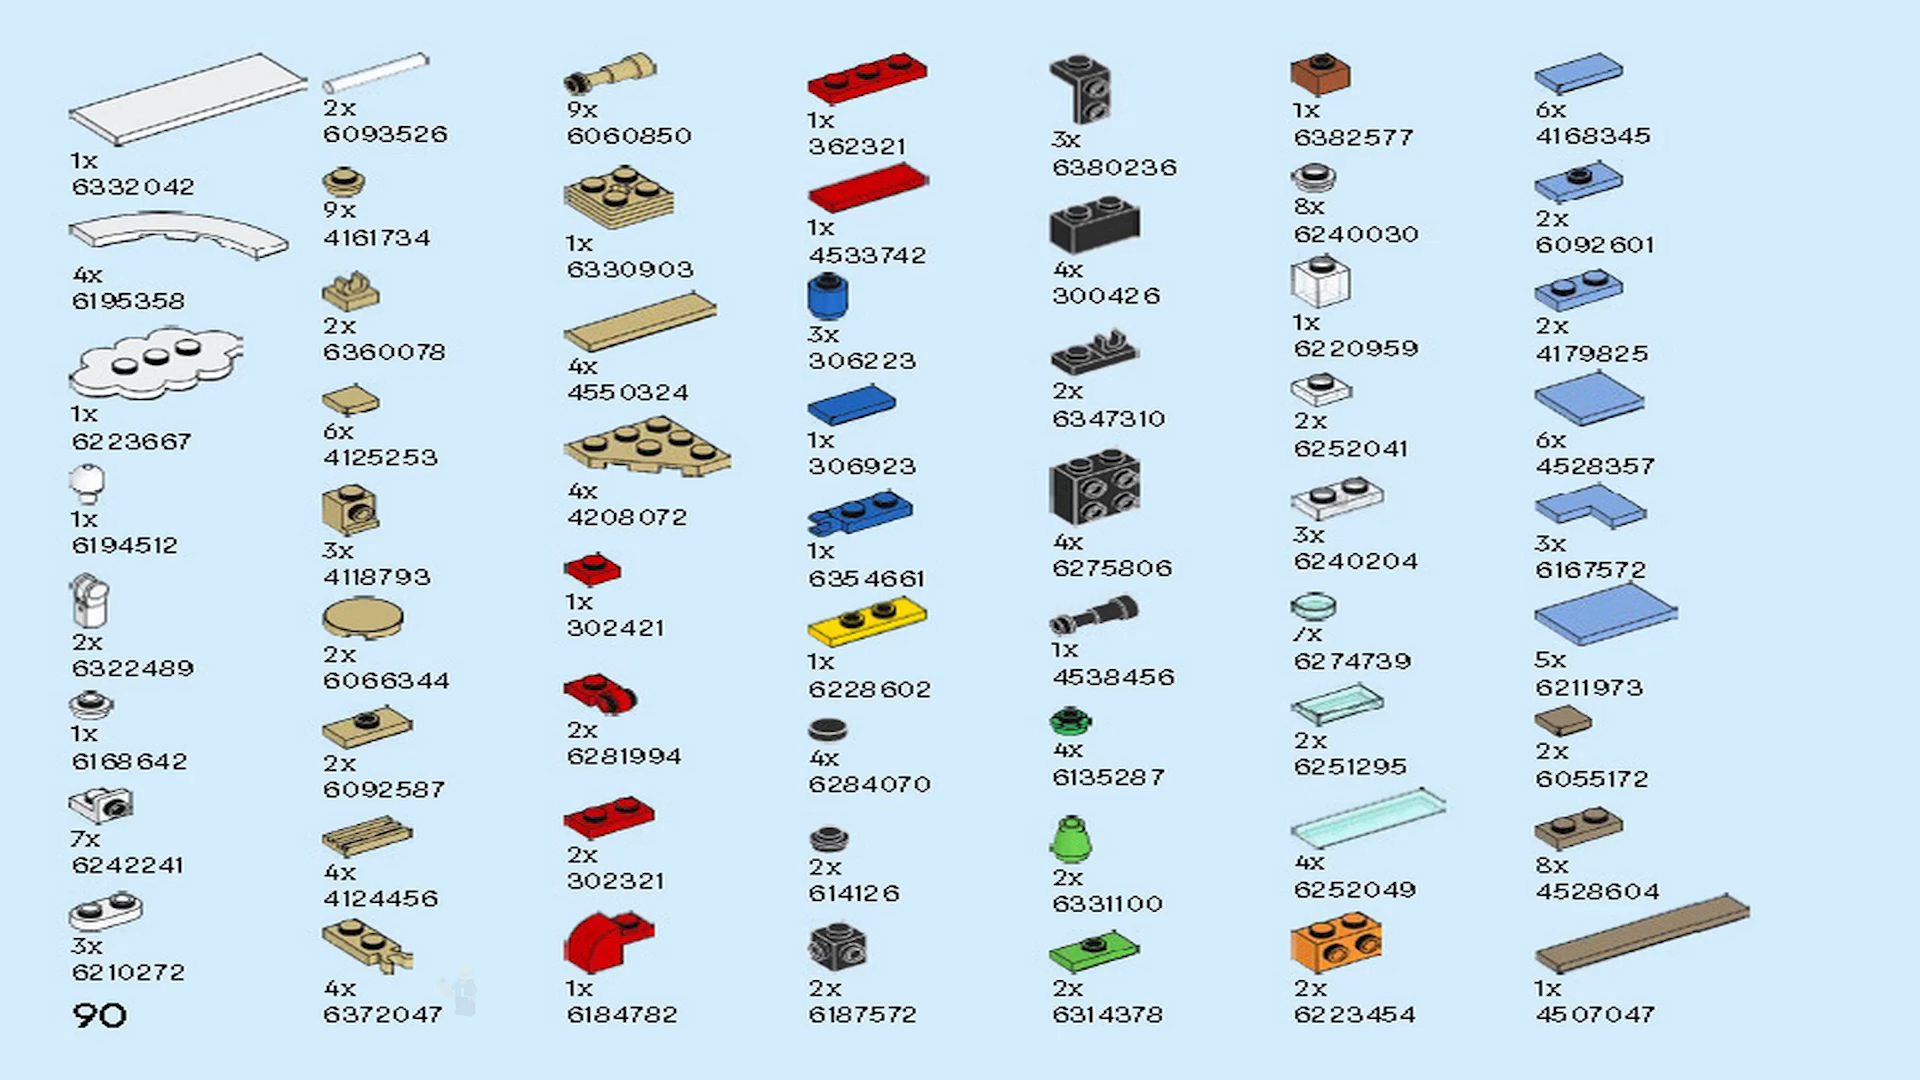 1x
6332042
4x
6195358
1x
6223667
1x
6194512
2x
6322489
1x
6168642
7x
6242241
3x
6210272
90
2x
6093526
9x
4161734
2x
6360078
6x
4125253
3x
4118793
2x
6066344
2x
6092587
4x
4124456
4x
6372047
9x
6060850
1x
6330903
4x
4550324
4x
4208072
1x
302421
2x
6281994
2x
302321
1x
6184782
1x
362321
1x
4533742
3x
306223
1x
306923
1x
6354661
1x
6228602
4x
6284070
2x
614126
2x
6187572
3x
6380236
4x
300426
2x
6347310
4x
6275806
1x
4538456
4x
6135287
2x
6331100
2x
6314378
1x
6382577
8x
6240030
1x
6220959
2x
6252041
3x
6240204
7x
6274739
2x
6251295
4x
6252049
2x
6223454
6x
4168345
2x
6092601
2x
4179825
6x
4528357
3x
6167572
5x
6211973
2x
6055172
8x
4528604
1x
4507047